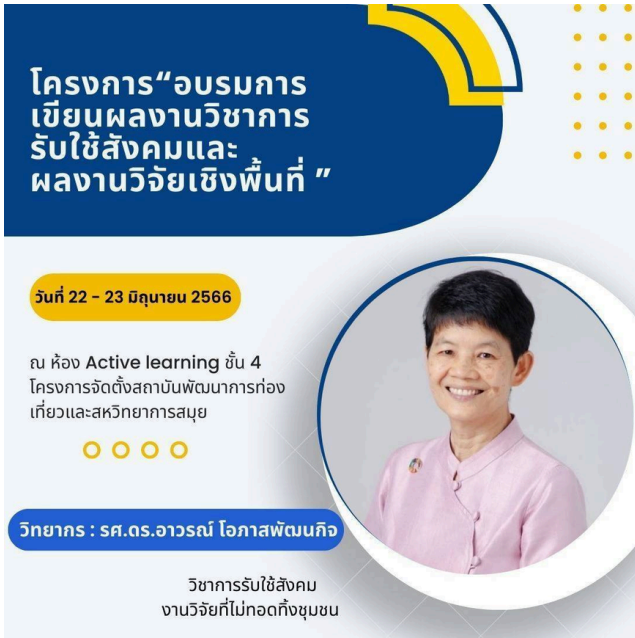 โครงการ“อบรมการ
เขียนผลงานวิชาการ
รับใช้สังคมและ
ผลงานวิจัยเชิงพื้นที่ ”
วันที่ 22 - 23 มิถุนายน 2566
ณ ห้อง Active learning ชั้น 4
โครงการจัดตั้งสถาบันพัฒนาการท่อง
เที่ยวและสหวิทยาการสมุย
วิทยากร : รศ.ดร.อาวรณ์ โอภาสพัฒนกิจ
วิชาการรับใช้สังคม
งานวิจัยที่ไม่ทอดทิ้งชุมชน